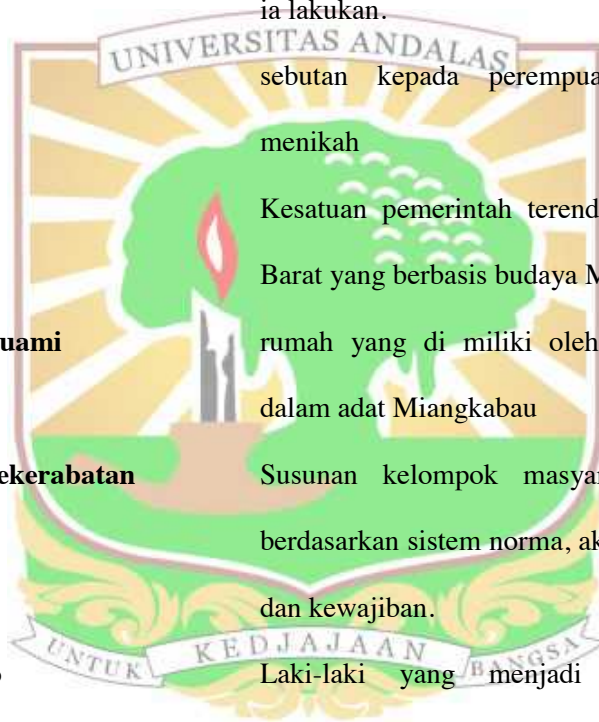 ia lakukan.
UNIVERSITAS ANDALAS
sebutan kepada perempua
menikah
Kesatuan pemerintah terend
Barat yang berbasis budaya M
uami rumah yang di miliki oleh
dalam adat Miangkabau
ekerabatan Susunan kelompok masya
berdasarkan sistem norma, ak
dan kewajiban.
UNTUK KEDJAJAAN BANGSA
Laki-laki yang menjadi